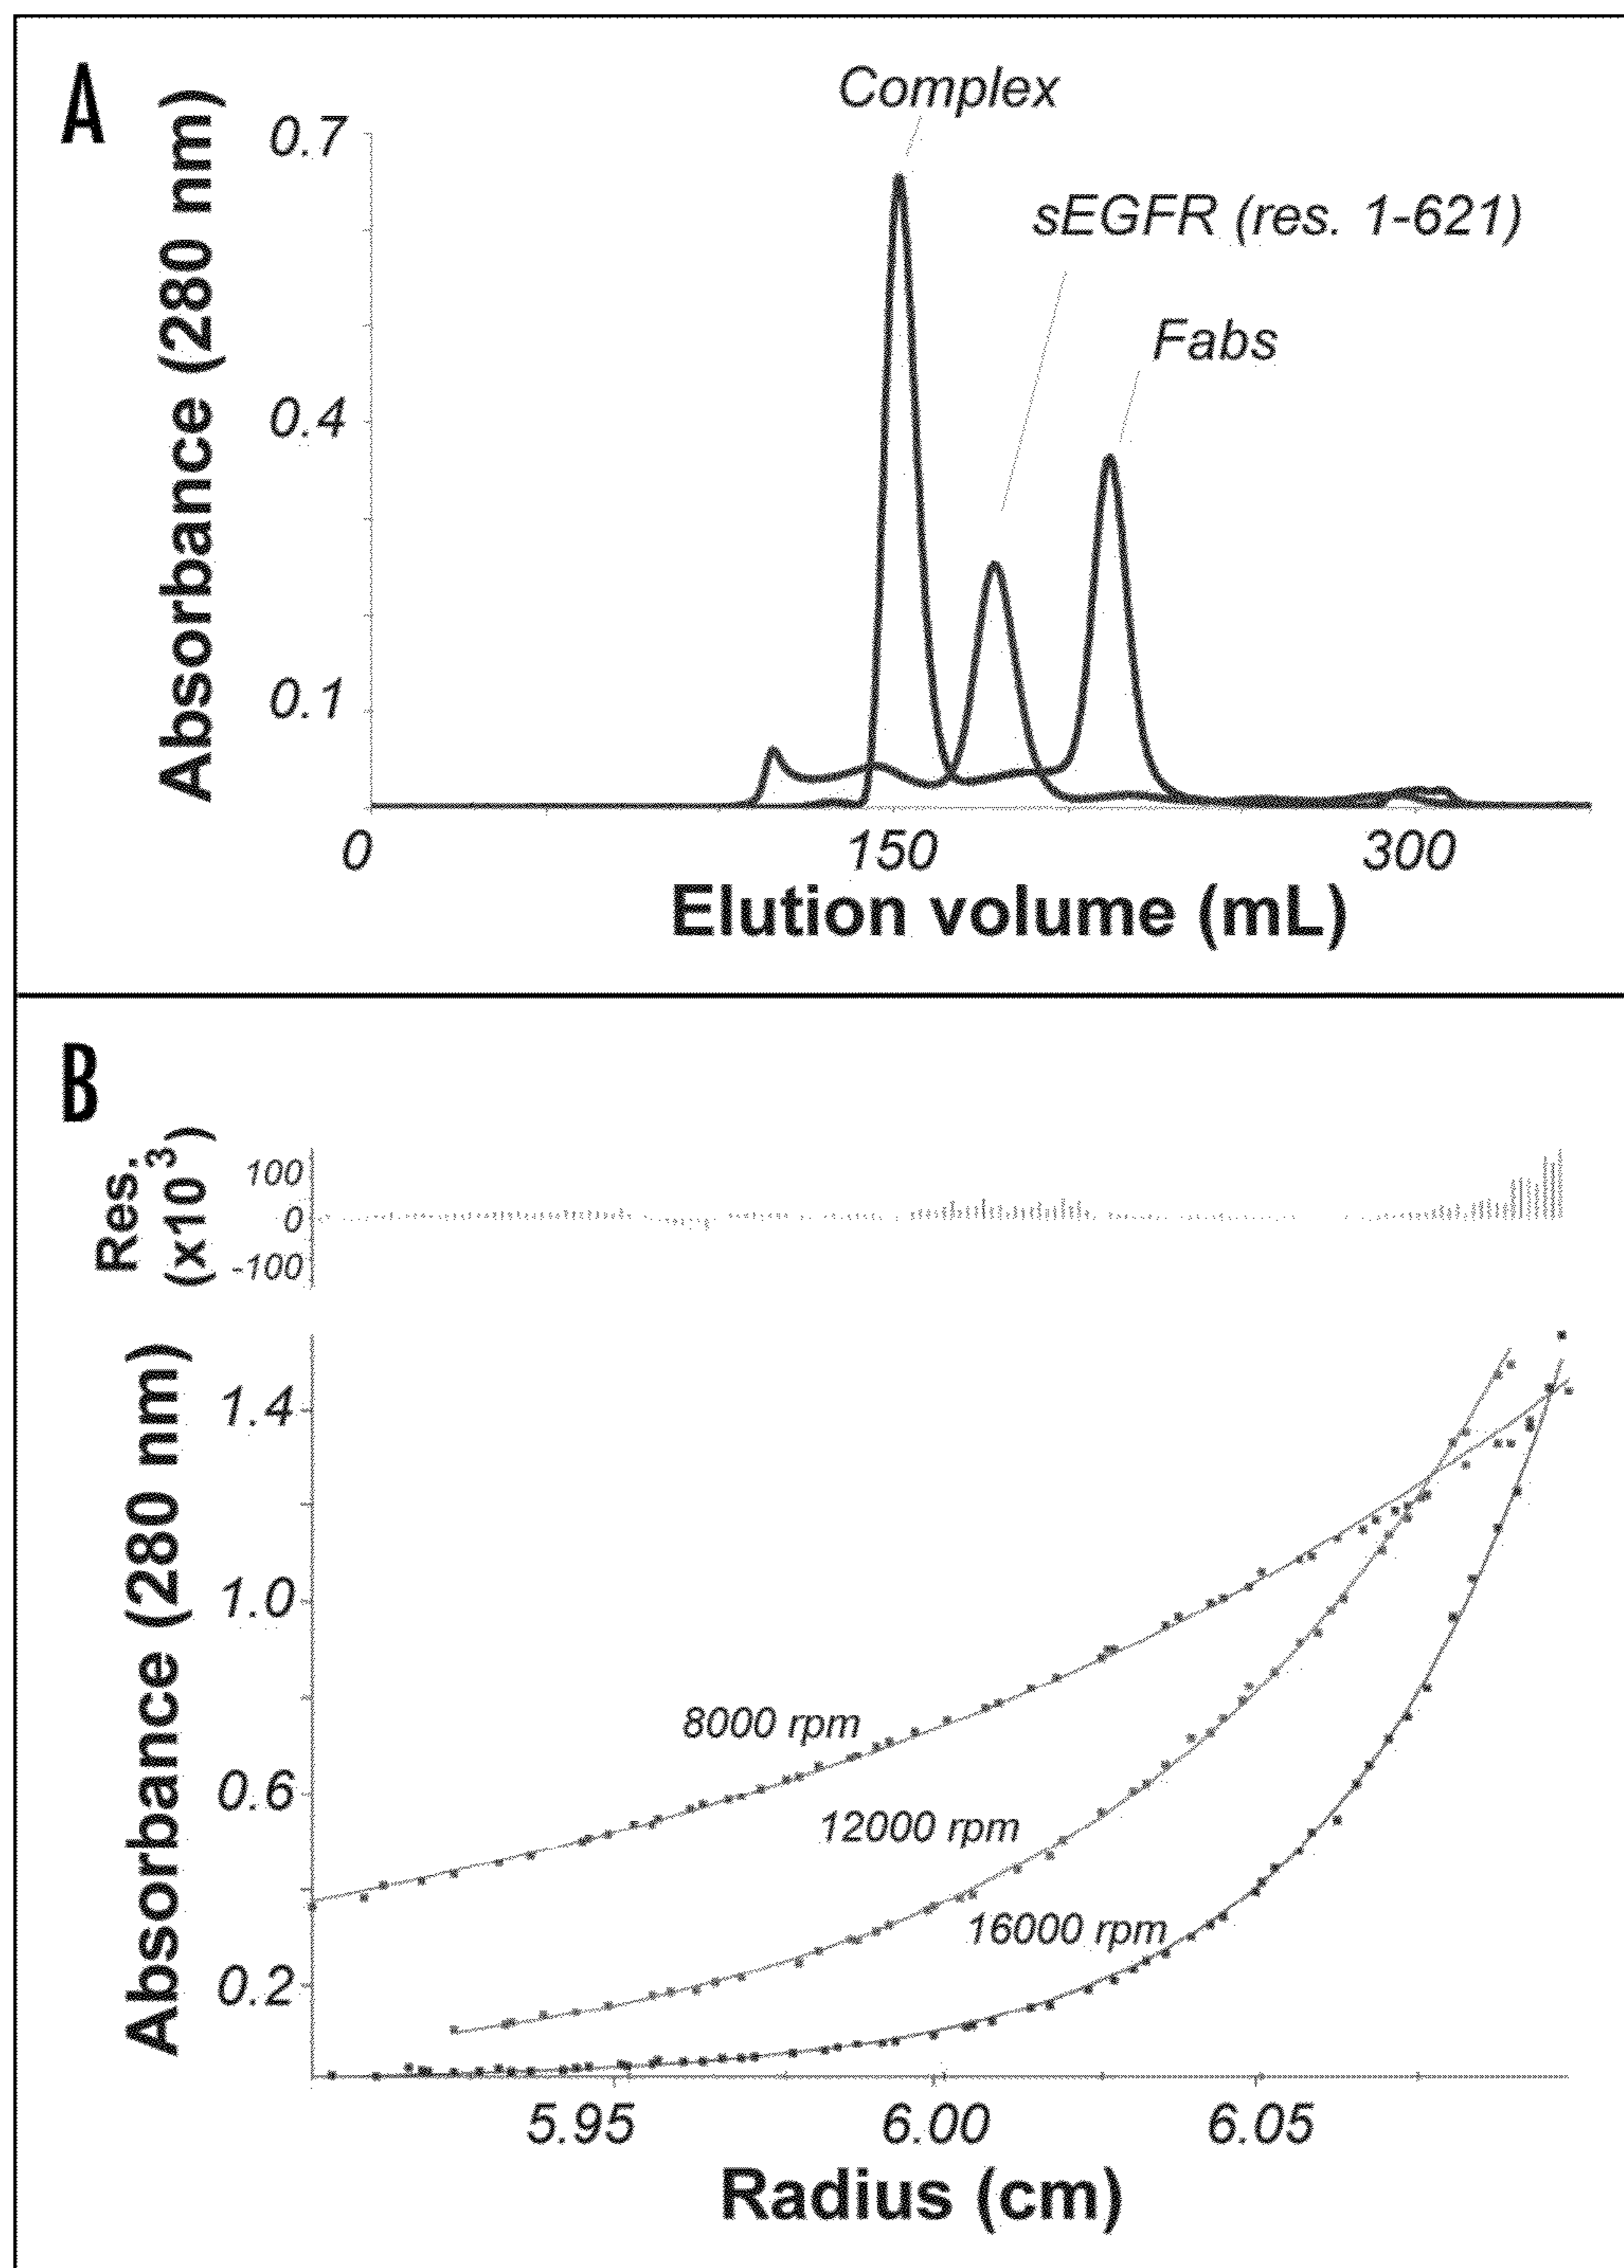 A
Absorbance (280 nm)
0.7
0.4
0.1
Complex
sEGFR (res. 1-621)
Fabs
0
150
300
Elution volume (mL)
B
Res.
(x10³)
100
0
-100
Absorbance (280 nm)
1.4
1.0
0.6
0.2
8000 rpm
12000 rpm
16000 rpm
5.95
6.00
6.05
Radius (cm)